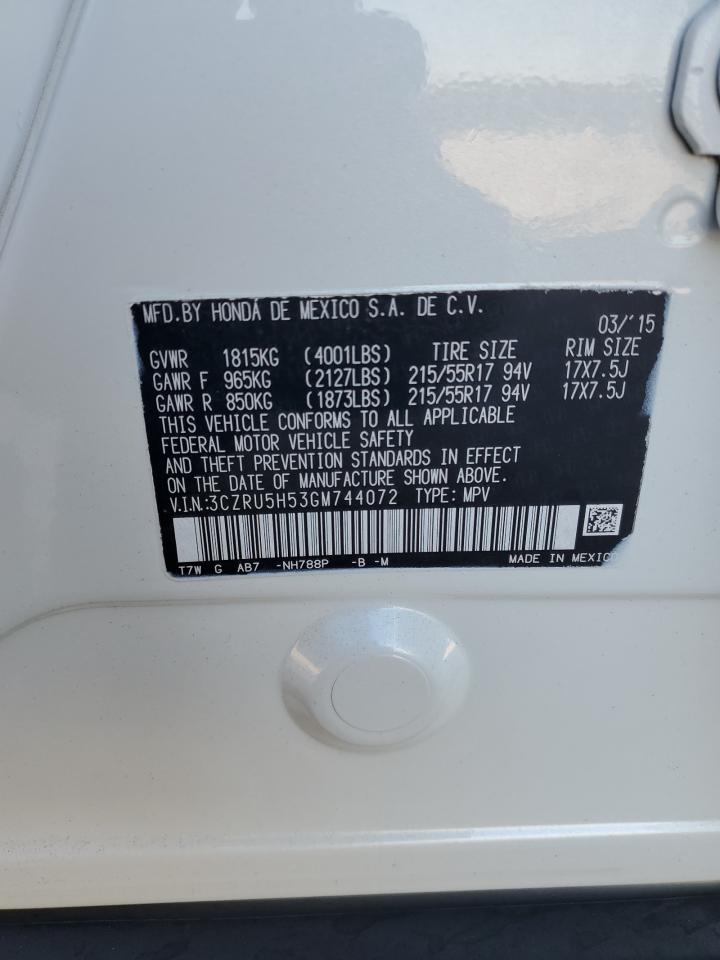 MFD.BY HONDA DE MEXICO S.A. DE C.V.
03/'15
GVWR 1815KG (4001LBS) TIRE SIZE RIM SIZE
GAWR F 965KG (2127LBS) 215/55R17 94V 17X7.5J
GAWR R 850KG (1873LBS) 215/55R17 94V 17X7.5J
THIS VEHICLE CONFORMS TO ALL APPLICABLE
FEDERAL MOTOR VEHICLE SAFETY
AND THEFT PREVENTION STANDARDS IN EFFECT
ON THE DATE OF MANUFACTURE SHOWN ABOVE.
V.I.N.:3CZRU5H53GM744072 TYPE: MPV
T7W G AB7 -NH788P -B -M MADE IN MEXICO